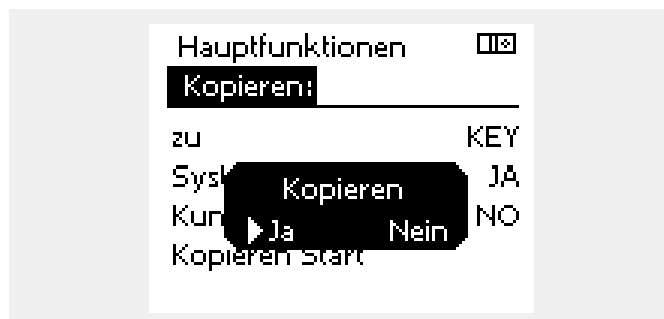 Hauptfunktionen
Kopieren:
zu KEY
JA
Kopieren
NO
Ja Nein
Kopieren Start